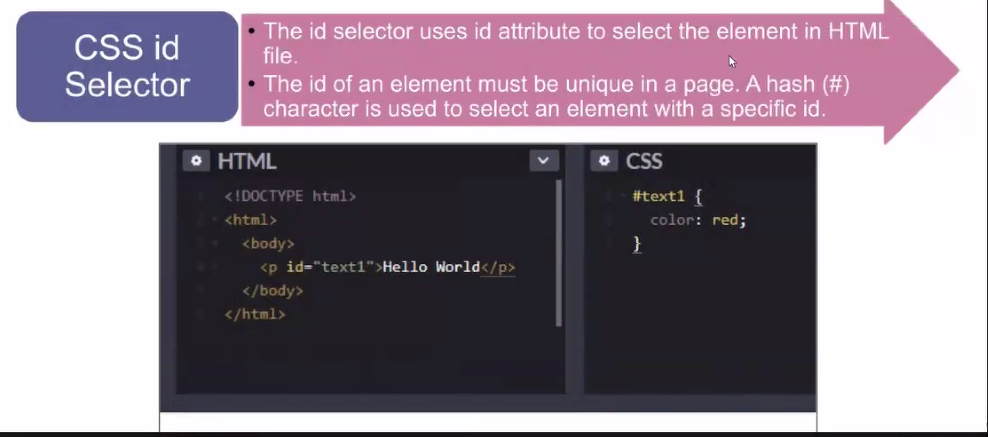 CSS id
Selector
• The id selector uses id attribute to select the element in HTML
file.
• The id of an element must be unique in a page. A hash (#)
character is used to select an element with a specific id.
HTML
<!DOCTYPE html>
<html>
<body>
<p id="text1">Hello World</p>
</body>
</html>
CSS
#text1 {
color: red;
}